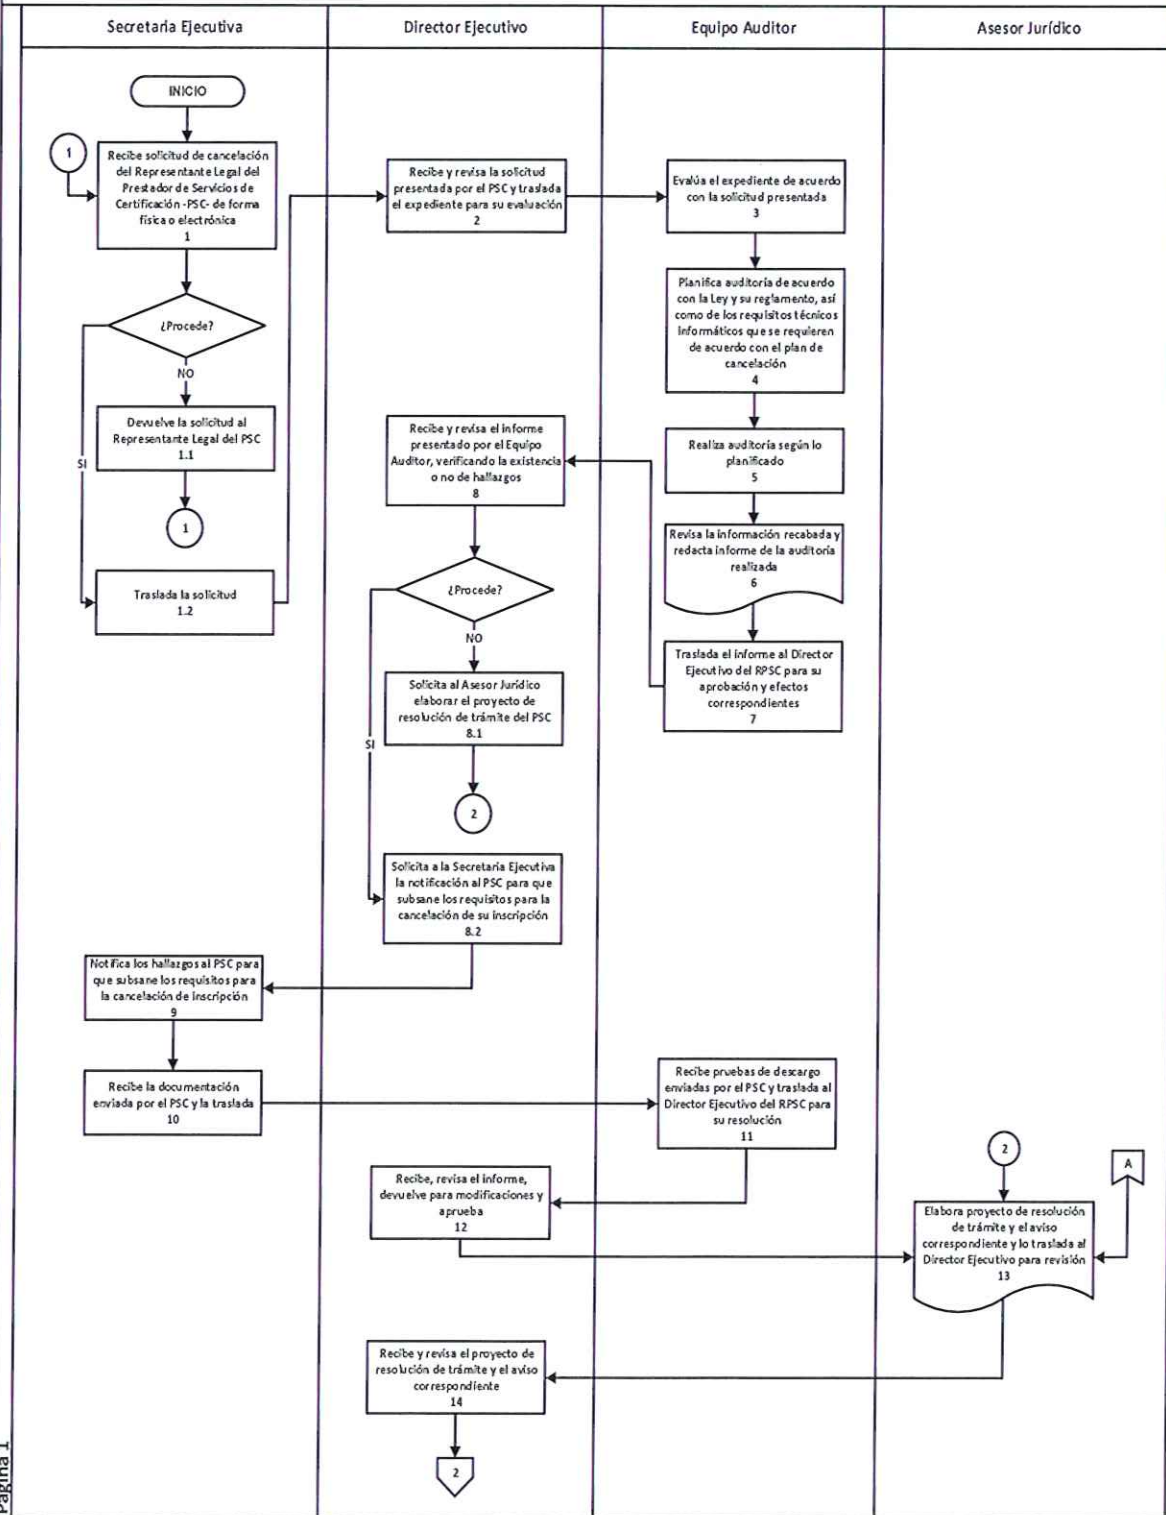 Secretaria Ejecutiva
Director Ejecutivo
Equipo Auditor
Asesor Jurídico
INICIO
1
Recibe solicitud de cancelación
del Representante Legal del
Prestador de Servicios de
Certificación -PSC- de forma
física o electrónica
1
Recibe y revisa la solicitud
presentada por el PSC y traslada
el expediente para su evaluación
2
Evalúa el expediente de acuerdo
con la solicitud presentada
3
¿Procede?
NO
SI
Devuelve la solicitud al
Representante Legal del PSC
1.1
1
Traslada la solicitud
1.2
Planifica auditoría de acuerdo
con la Ley y su reglamento, así
como de los requisitos técnicos
informáticos que se requieren
de acuerdo con el plan de
cancelación
4
Realiza auditoría según lo
planificado
5
Revisa la información recabada y
redacta informe de la auditoría
realizada
6
Traslada el informe al Director
Ejecutivo del RPSC para su
aprobación y efectos
correspondientes
7
Recibe y revisa el informe
presentado por el Equipo
Auditor, verificando la existencia
o no de hallazgos
8
¿Procede?
NO
SI
Solicita al Asesor Jurídico
elaborar el proyecto de
resolución de trámite del PSC
8.1
2
Solicita a la Secretaria Ejecutiva
la notificación al PSC para que
subsane los requisitos para la
cancelación de su inscripción
8.2
Notifica los hallazgos al PSC para
que subsane los requisitos para
la cancelación de inscripción
9
Recibe la documentación
enviada por el PSC y la traslada
10
Recibe pruebas de descargo
enviadas por el PSC y traslada al
Director Ejecutivo del RPSC para
su resolución
11
Recibe, revisa el informe,
devuelve para modificaciones y
aprueba
12
2
A
Elabora proyecto de resolución
de trámite y el aviso
correspondiente y lo traslada al
Director Ejecutivo para revisión
13
Recibe y revisa el proyecto de
resolución de trámite y el aviso
correspondiente
14
2
Página 1